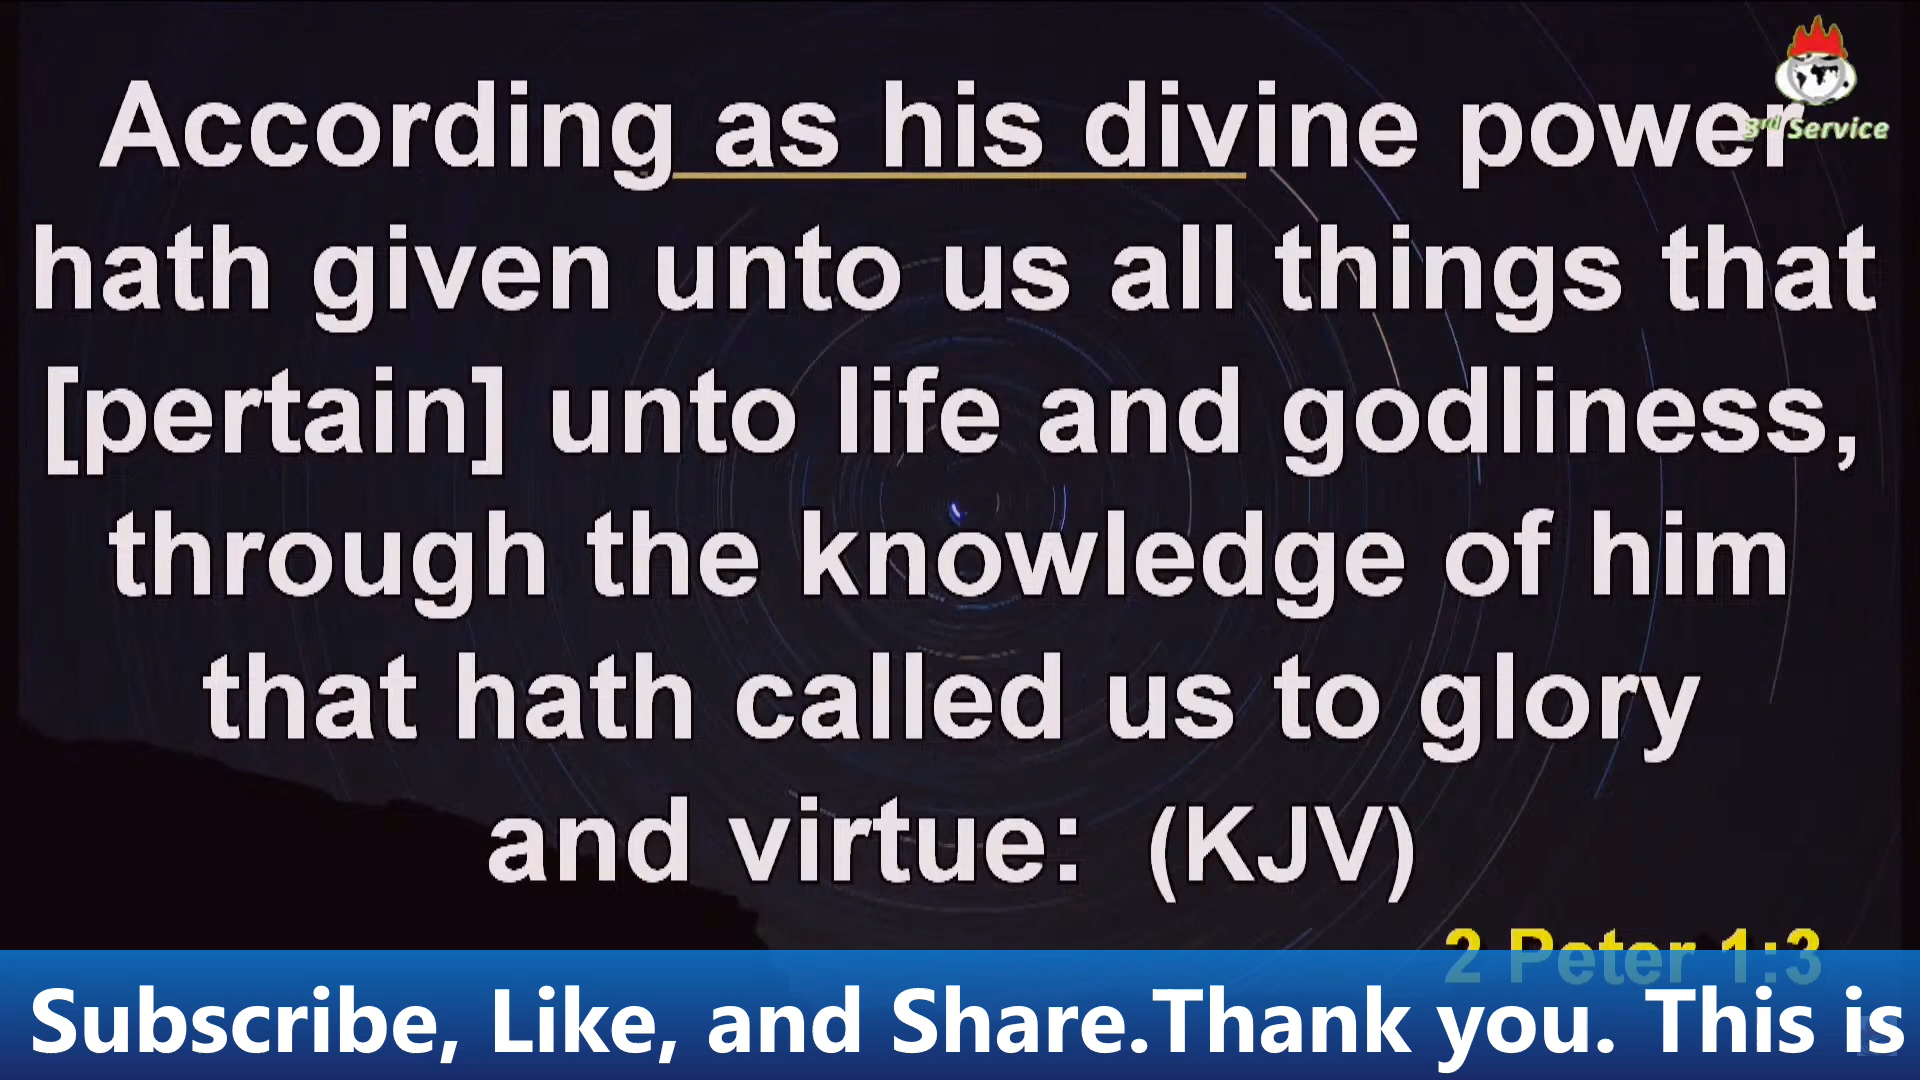 According as his divine power
hath given unto us all things that
[pertain] unto life and godliness,
through the knowledge of him
that hath called us to glory
and virtue: (KJV)
3rd Service
2 Peter 1:3
Subscribe, Like, and Share.Thank you. This is